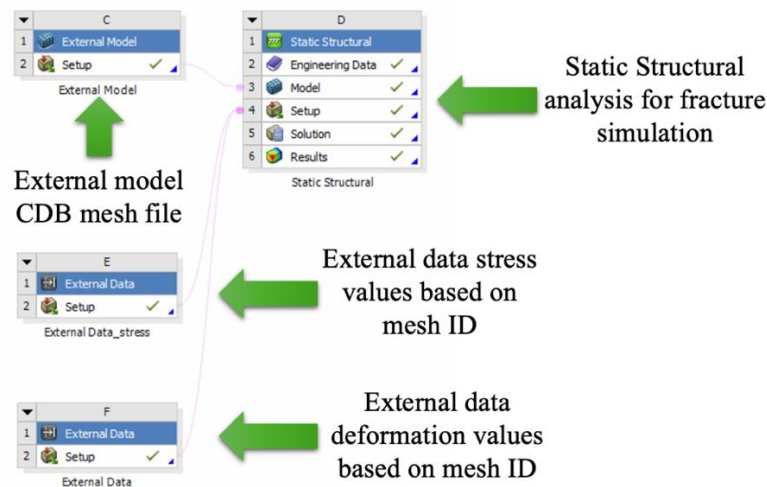 C
1 External Model
2 Setup
External Model
External model
CDB mesh file
D
1 Static Structural
2 Engineering Data
3 Model
4 Setup
5 Solution
6 Results
Static Structural
Static Structural
analysis for fracture
simulation
E
1 External Data
2 Setup
External Data_stress
External data stress
values based on
mesh ID
F
1 External Data
2 Setup
External Data
External data
deformation values
based on mesh ID